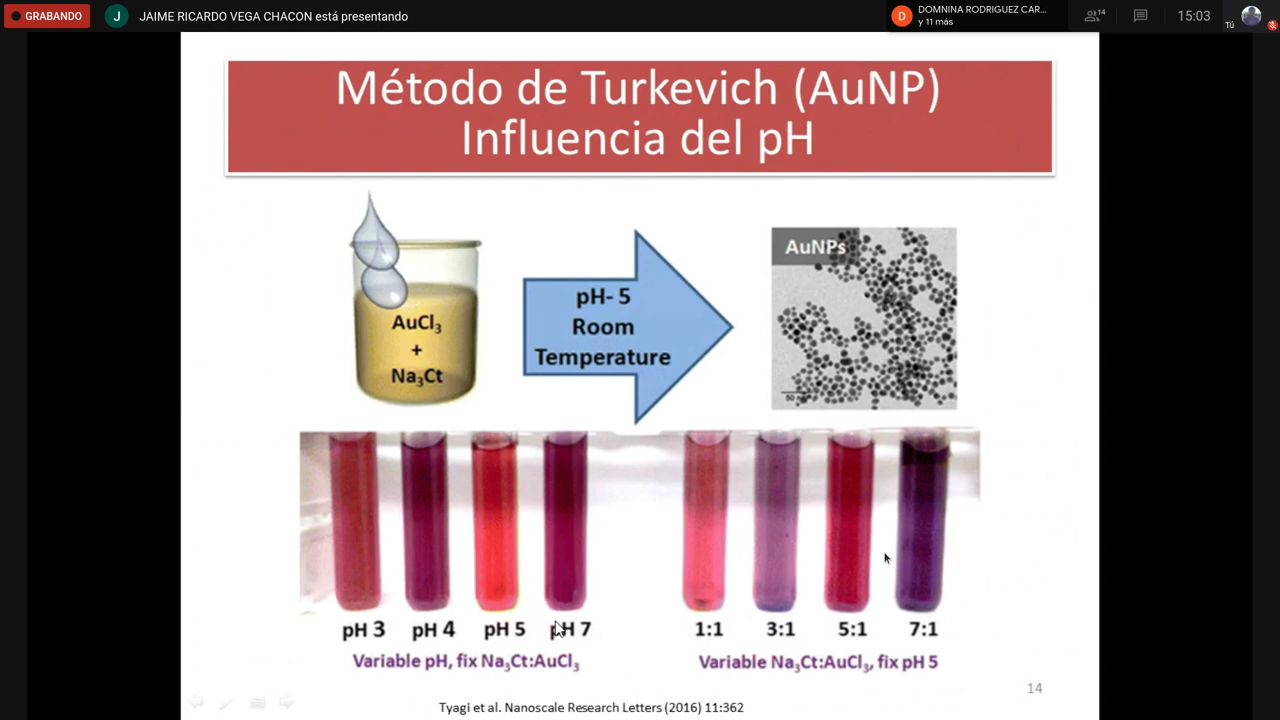 GRABANDO
J
JAIME RICARDO VEGA CHACON está presentando
D
DOMNINA RODRIGUEZ CAR...
y 11 más
14
15:03
Tú
Método de Turkevich (AuNP)
Influencia del pH
AuCl₃
+
Na₃Ct
pH- 5
Room
Temperature
AuNPs
50
pH 3 pH 4 pH 5 pH 7
1:1 3:1 5:1 7:1
Variable pH, fix Na₃Ct:AuCl₃
Variable Na₃Ct:AuCl₃, fix pH 5
14
Tyagi et al. Nanoscale Research Letters (2016) 11:362